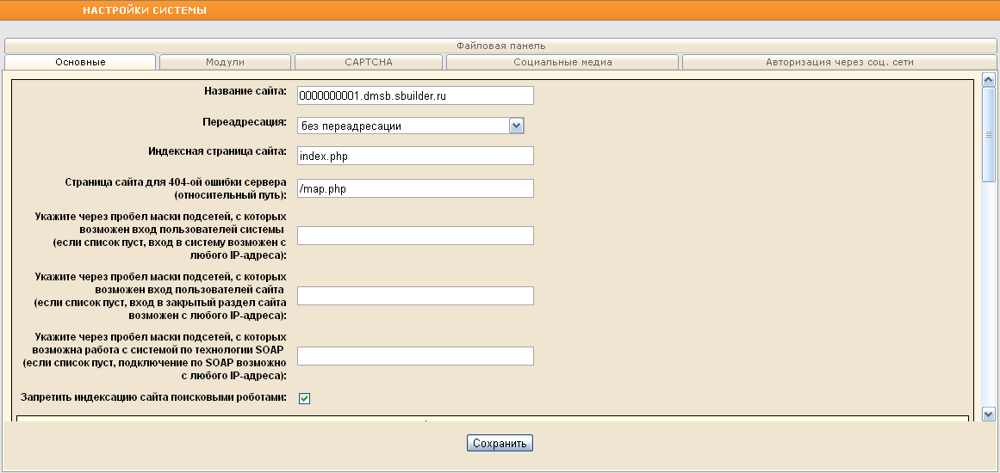 НАСТРОЙКИ СИСТЕМЫ
Файловая панель
Основные Модули CAPTCHA Социальные медиа Авторизация через соц. сети
Название сайта: 0000000001.dmsb.sbuilder.ru
Переадресация: без переадресации
Индексная страница сайта: index.php
Страница сайта для 404-ой ошибки сервера
(относительный путь): /map.php
Укажите через пробел маски подсетей, с которых
возможен вход пользователей системы
(если список пуст, вход в систему возможен с
любого IP-адреса):
Укажите через пробел маски подсетей, с которых
возможен вход пользователей сайта
(если список пуст, вход в закрытый раздел сайта
возможен с любого IP-адреса):
Укажите через пробел маски подсетей, с которых
возможна работа с системой по технологии SOAP
(если список пуст, подключение по SOAP возможно
с любого IP-адреса):
Запретить индексацию сайта поисковыми роботами:
Сохранить